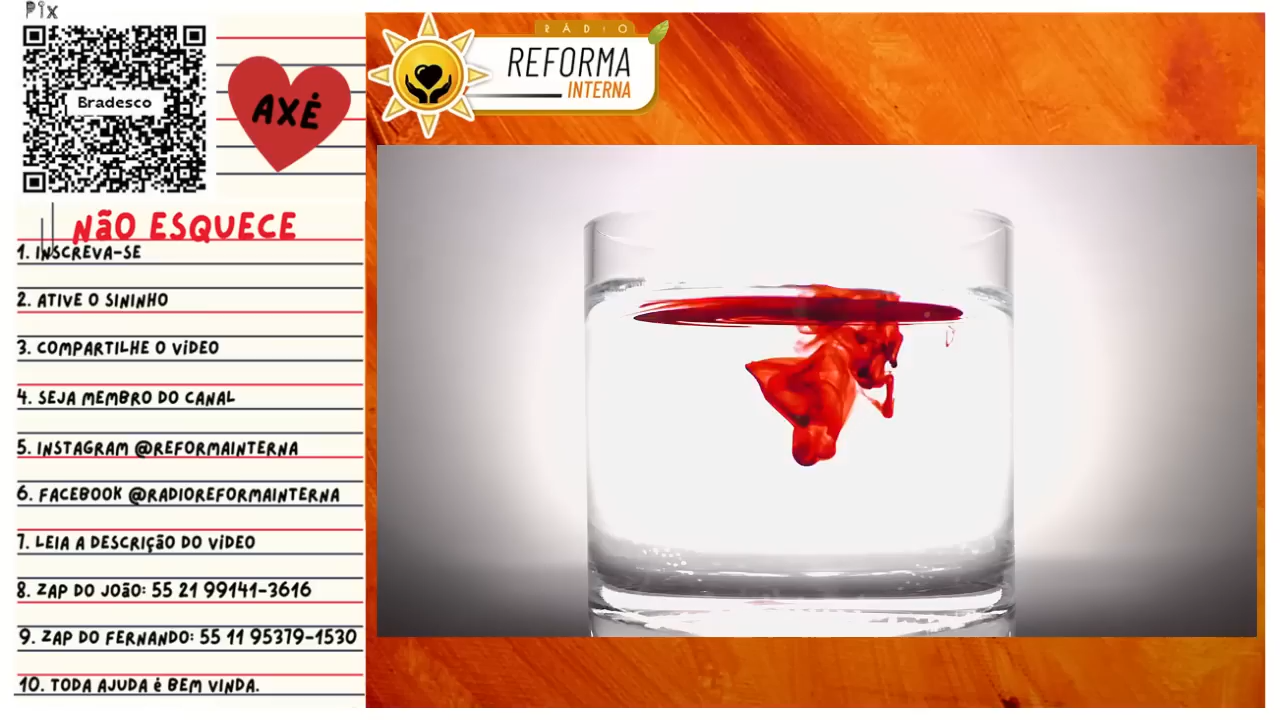 Pix
Bradesco
AXÉ
NÃO ESQUECE
1. INSCREVA-SE
2. ATIVE O SININHO
3. COMPARTILHE O VÍDEO
4. SEJA MEMBRO DO CANAL
5. INSTAGRAM @REFORMAINTERNA
6. FACEBOOK @RADIOREFORMAINTERNA
7. LEIA A DESCRIÇÃO DO VÍDEO
8. ZAP DO JOÃO: 55 21 99141-3616
9. ZAP DO FERNANDO: 55 11 95379-1530
10. TODA AJUDA É BEM VINDA.
RÁDIO
REFORMA
INTERNA